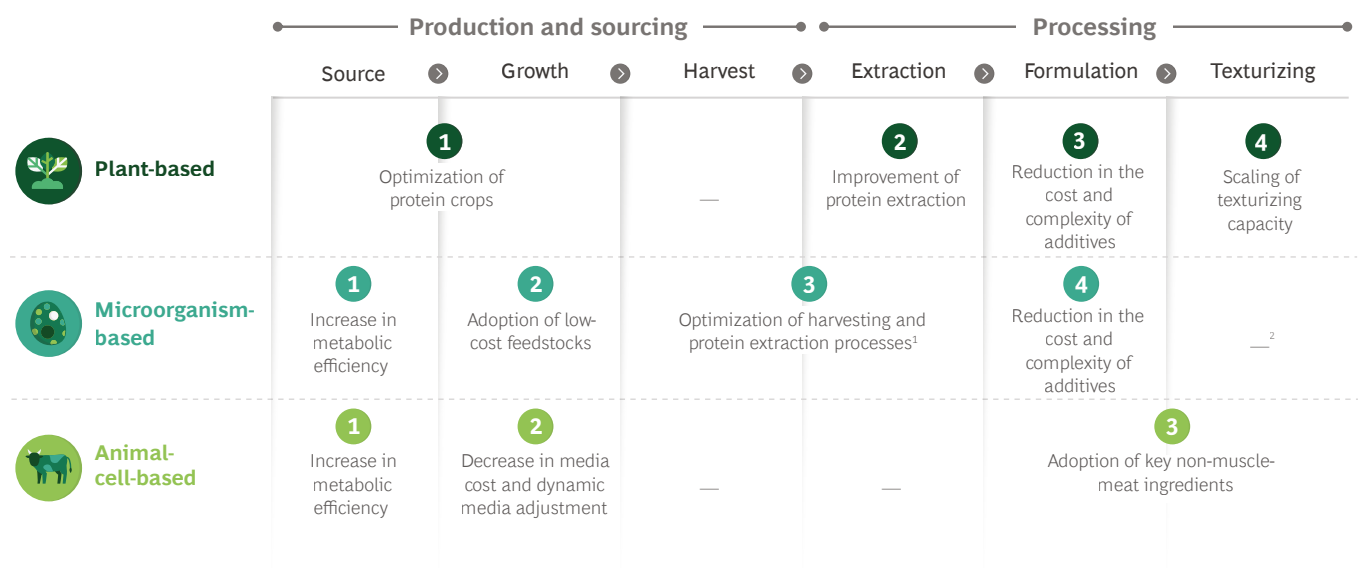 Production and sourcing
Processing
Source
Growth
Harvest
Extraction
Formulation
Texturizing
Plant-based
1
Optimization of
protein crops
—
2
Improvement of
protein extraction
3
Reduction in the
cost and
complexity of
additives
4
Scaling of
texturizing
capacity
Microorganism-
based
1
Increase in
metabolic
efficiency
2
Adoption of low-
cost feedstocks
3
Optimization of harvesting and
protein extraction processes¹
4
Reduction in the
cost and
complexity of
additives
—²
Animal-
cell-based
1
Increase in
metabolic
efficiency
2
Decrease in media
cost and dynamic
media adjustment
—
—
3
Adoption of key non-muscle-
meat ingredients